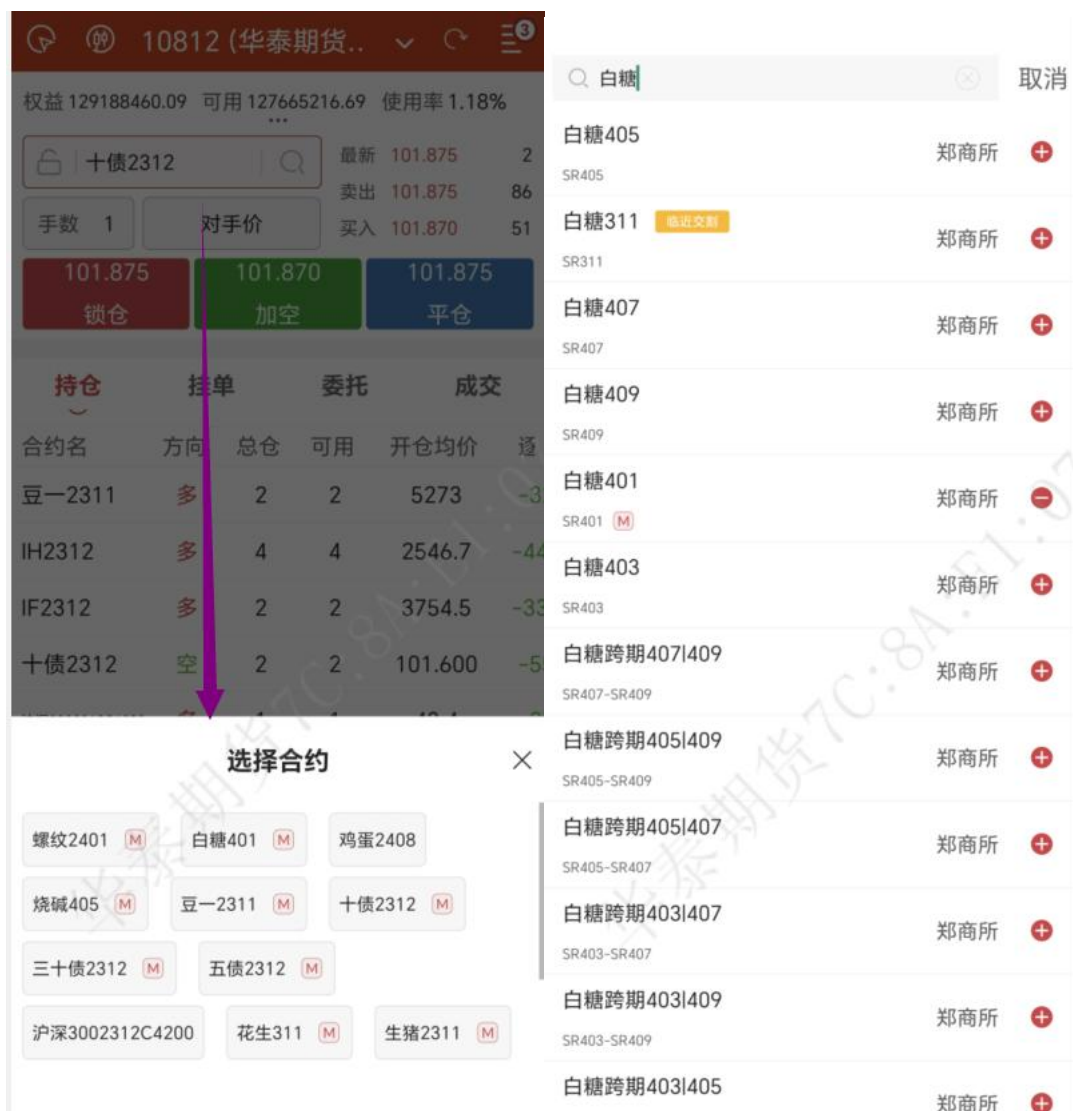 10812 (华泰期货..
3
权益 129188460.09 可用 127665216.69 使用率 1.18%
十债2312
最新 101.875 2
卖出 101.875 86
手数 1 对手价
买入 101.870 51
101.875 101.870 101.875
锁仓 加空 平仓
持仓 挂单 委托 成交
合约名 方向 总仓 可用 开仓均价 逐
豆一2311 多 2 2 5273 -3
IH2312 多 4 4 2546.7 -44
IF2312 多 2 2 3754.5 -33
十债2312 空 2 2 101.600 -5
选择合约
螺纹2401 M 白糖401 M 鸡蛋2408
烧碱405 M 豆一2311 M 十债2312 M
三十债2312 M 五债2312 M
沪深3002312C4200 花生311 M 生猪2311 M
白糖 取消
白糖405
郑商所
SR405
白糖311 临近交割
郑商所
SR311
白糖407
郑商所
SR407
白糖409
郑商所
SR409
白糖401
郑商所
SR401 M
白糖403
郑商所
SR403
白糖跨期407|409
郑商所
SR407-SR409
白糖跨期405|409
郑商所
SR405-SR409
白糖跨期405|407
郑商所
SR405-SR407
白糖跨期403|407
郑商所
SR403-SR407
白糖跨期403|409
郑商所
SR403-SR409
白糖跨期403|405
郑商所
华泰期货7C:8A:E1:07